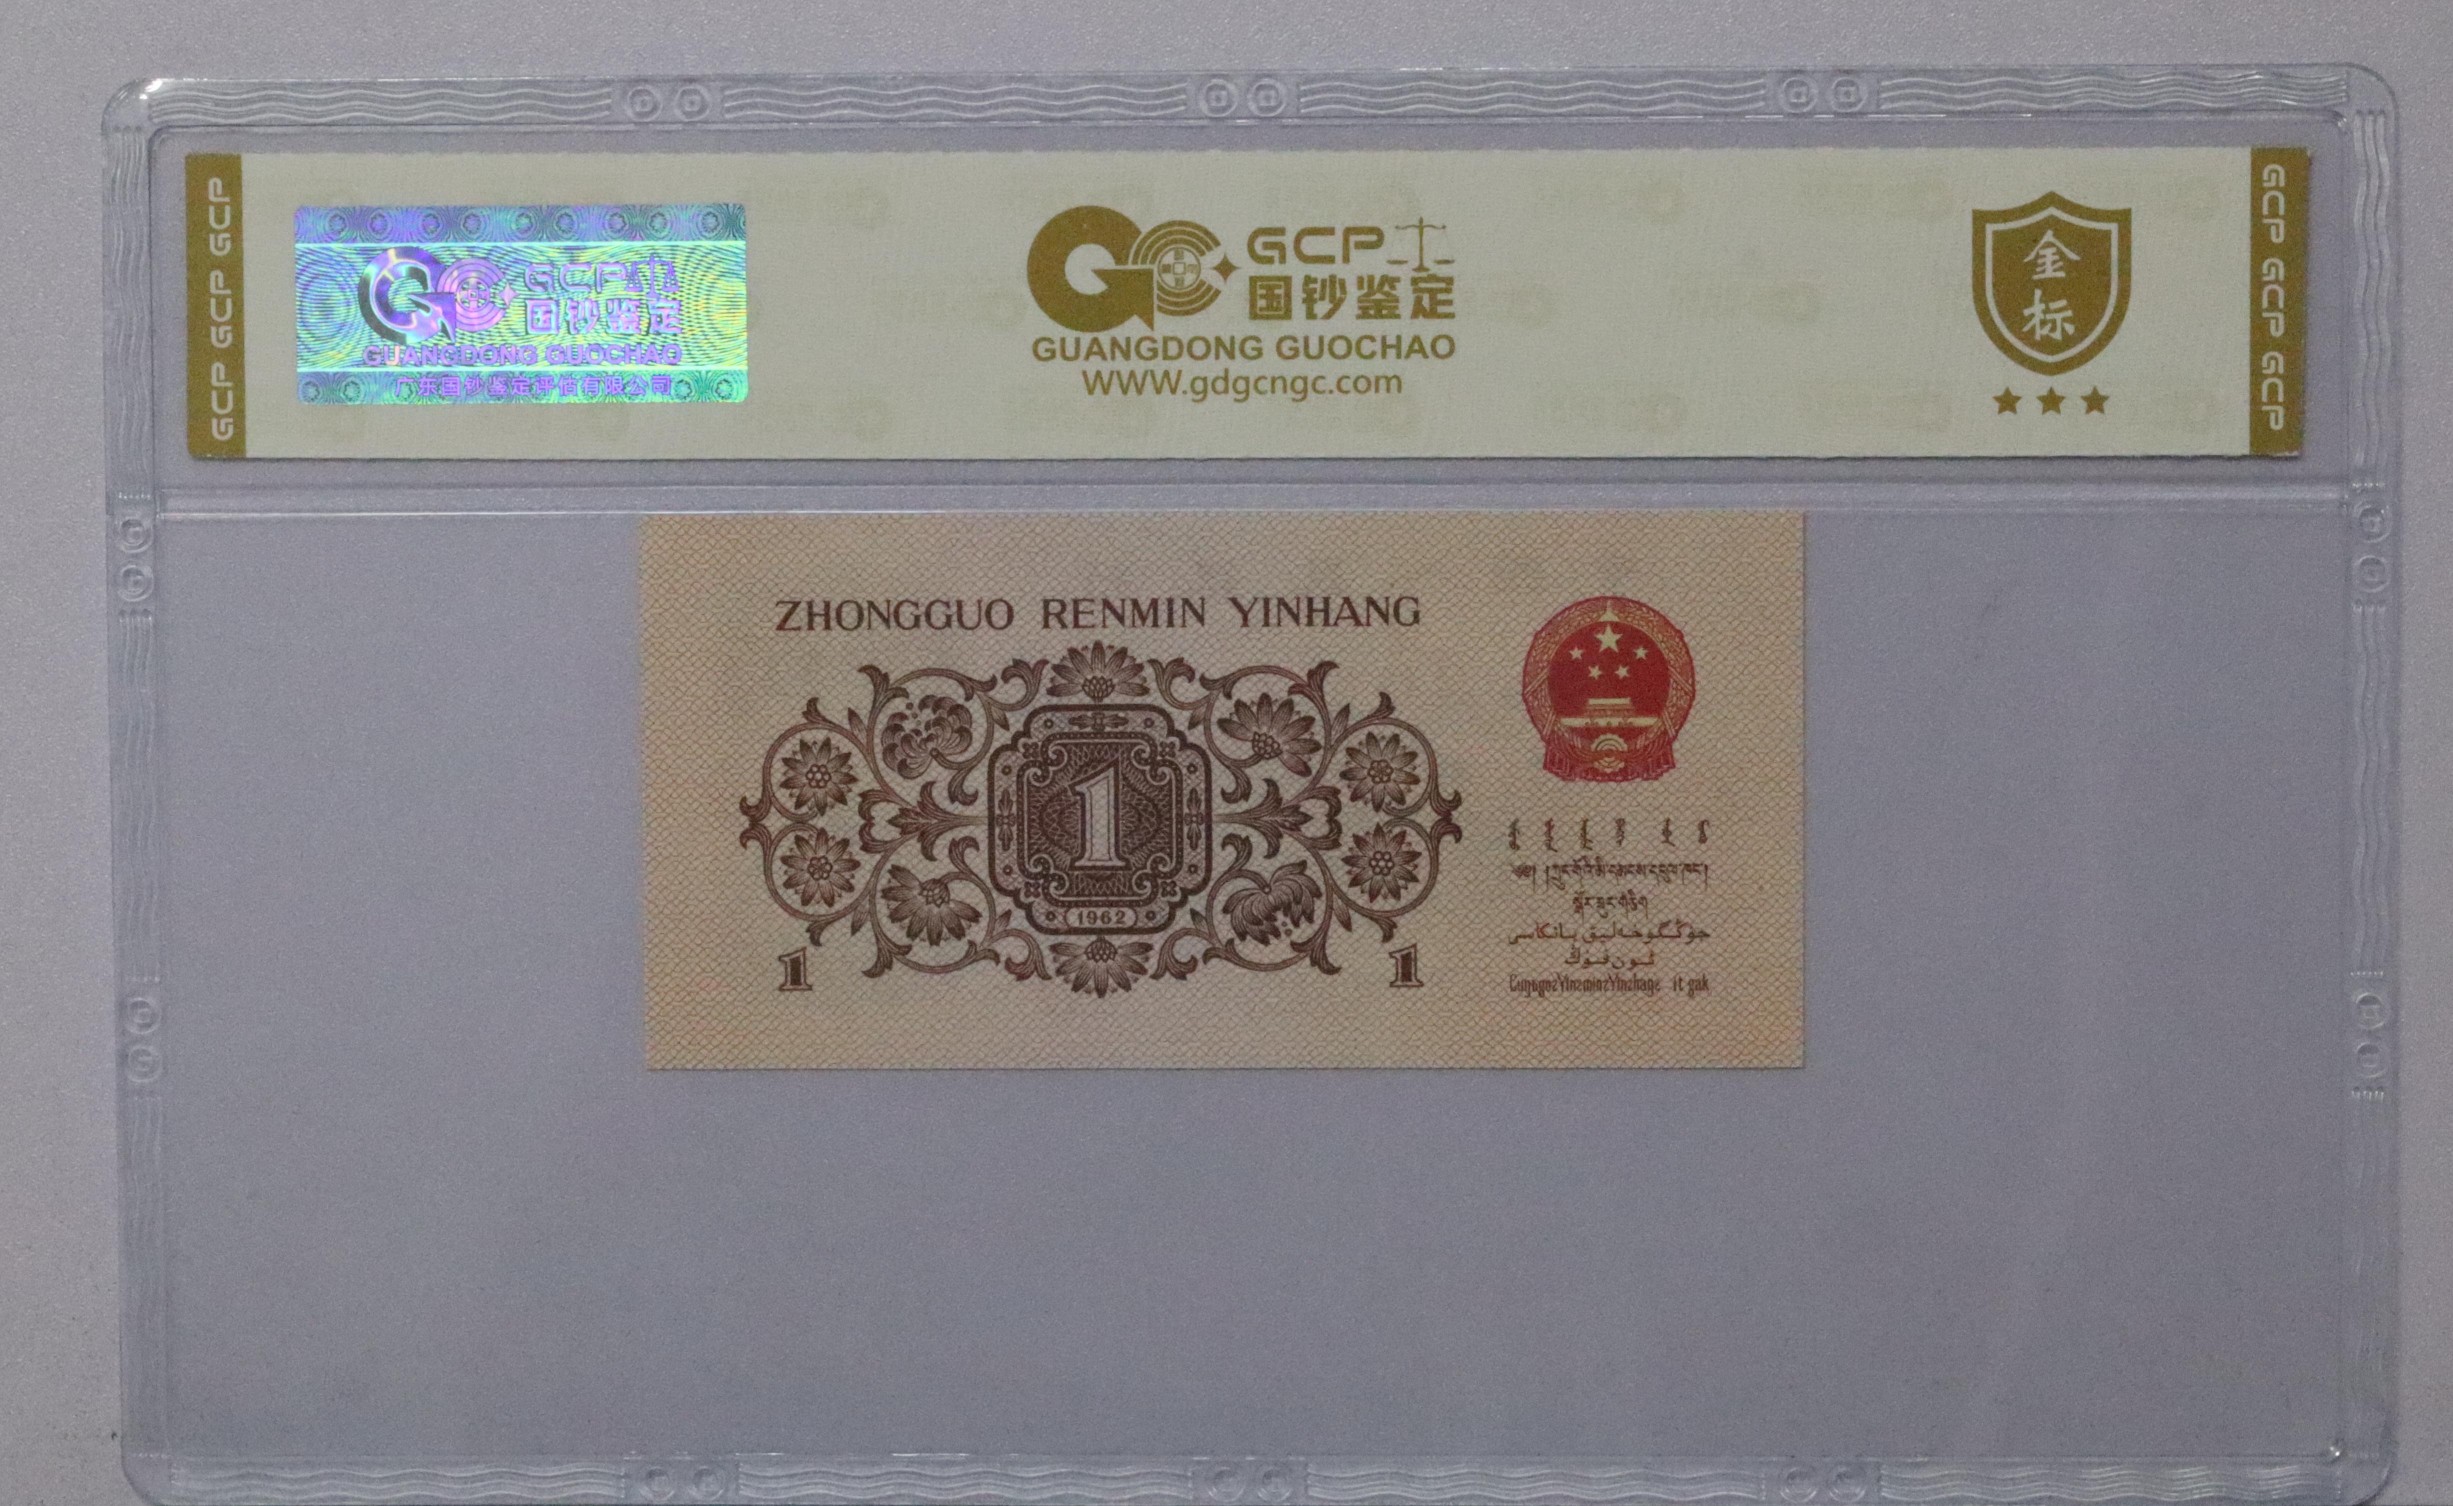 GCP GCP GCP
GCP
国钞鉴定
GUANGDONG GUOCHAO
广东国钞鉴定评估有限公司
GCP
国钞鉴定
GUANGDONG GUOCHAO
WWW.gdgcngc.com
金
标
GCP GCP GCP
ZHONGGUO RENMIN YINHANG
1
1962
1
1